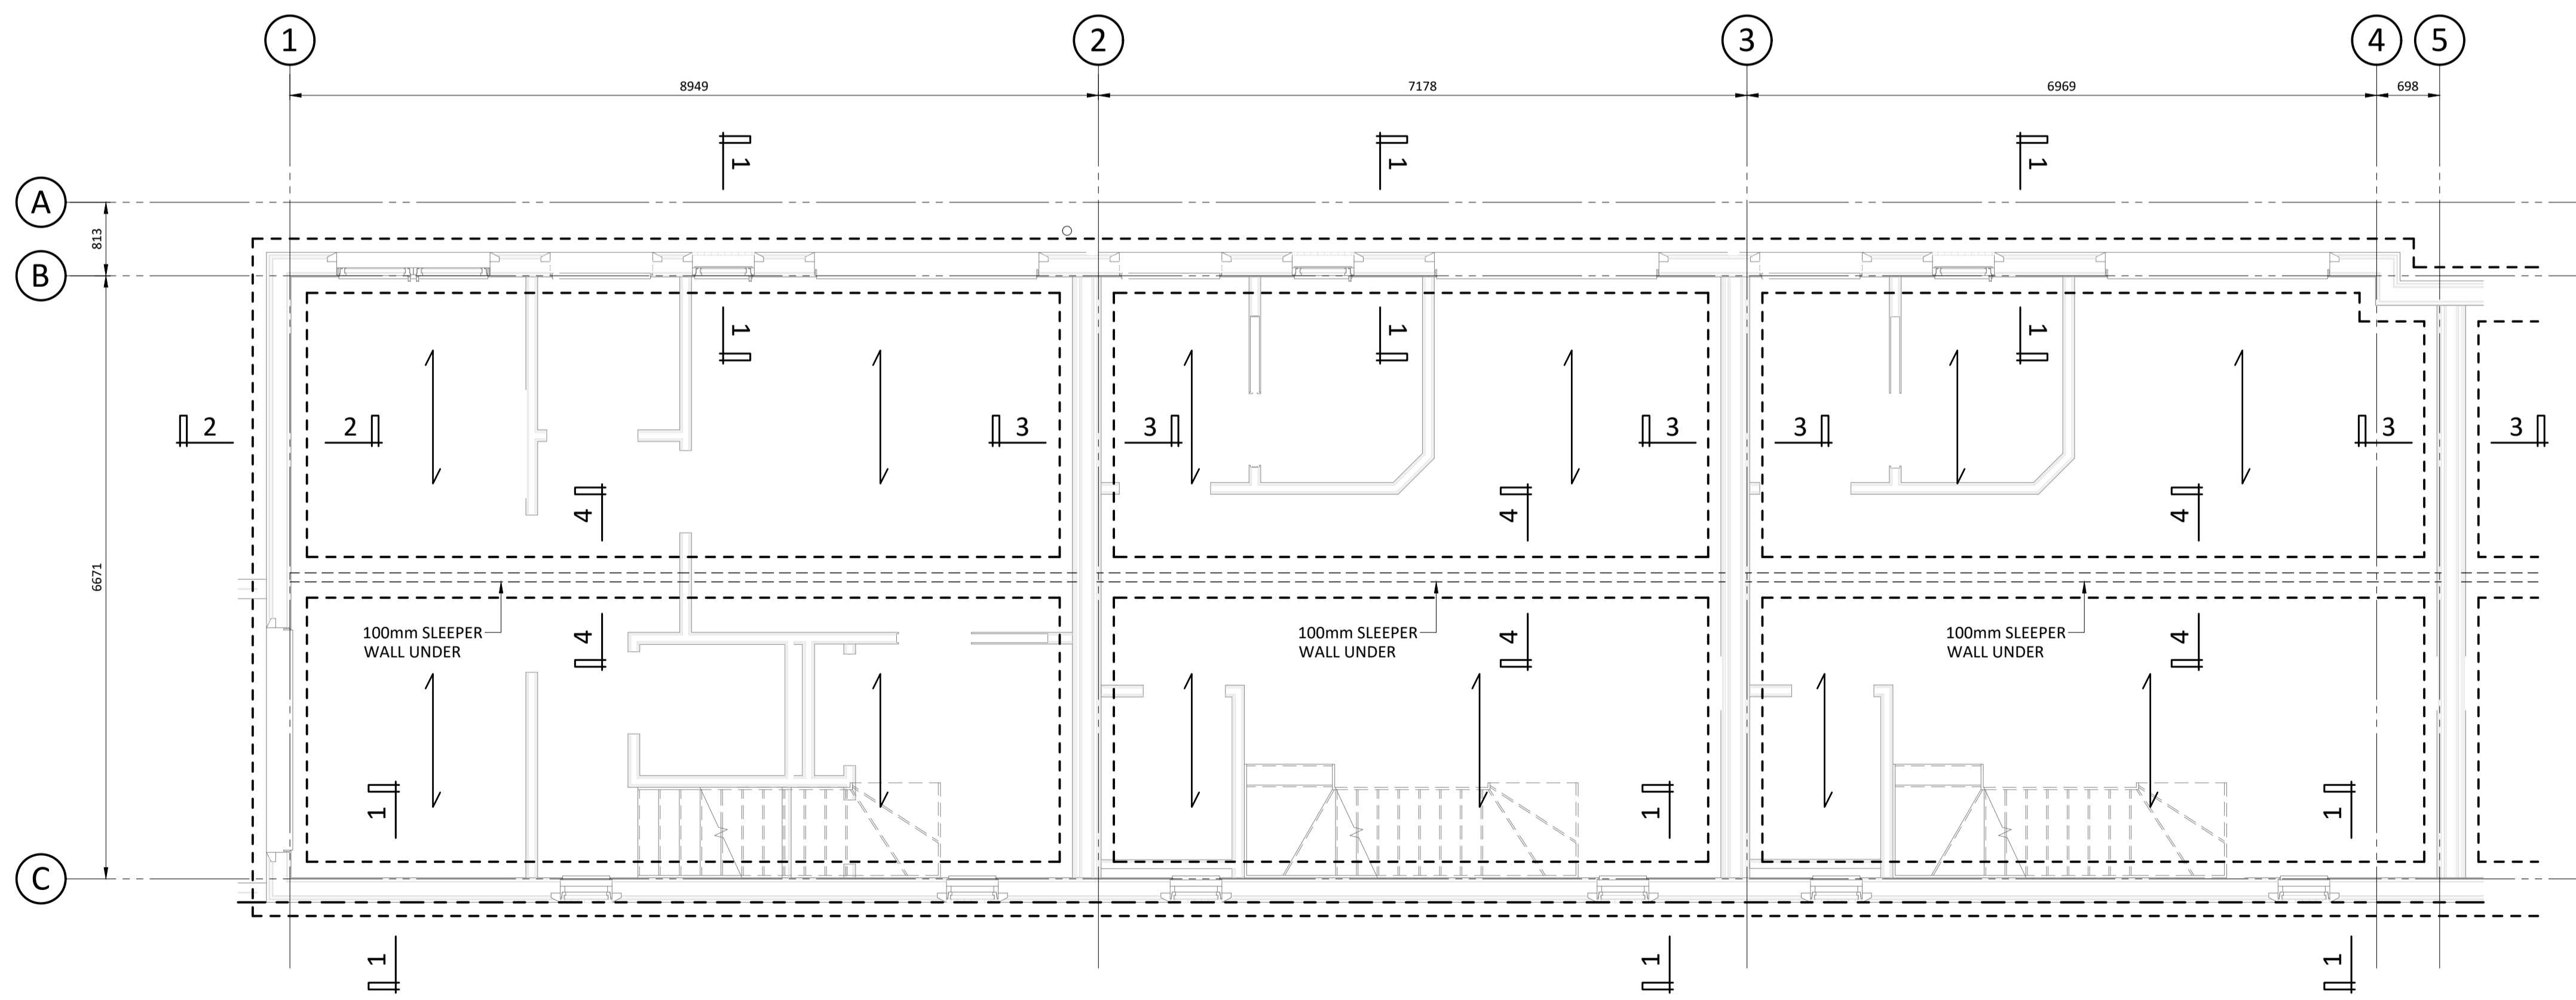 1 2 3 4 5
8949 7178 6969 698
1 1 1
A
813
B
1 1 1
2 2 3 3 3 3 3 3
4 4 4
6671
100mm SLEEPER
WALL UNDER
100mm SLEEPER
WALL UNDER
100mm SLEEPER
WALL UNDER
4 4 4
1 1 1
C
1 1 1